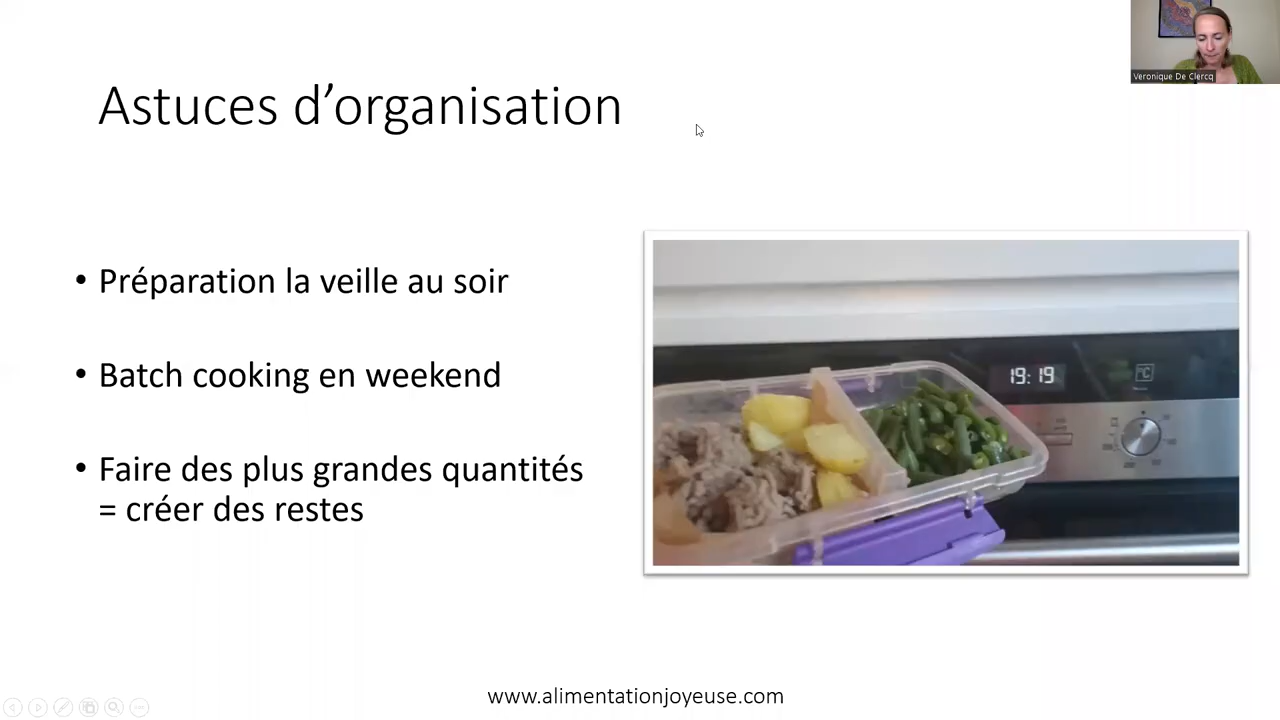 Veronique De Clercq
Astuces d’organisation
• Préparation la veille au soir
• Batch cooking en weekend
• Faire des plus grandes quantités
= créer des restes
19:19
°C
www.alimentationjoyeuse.com